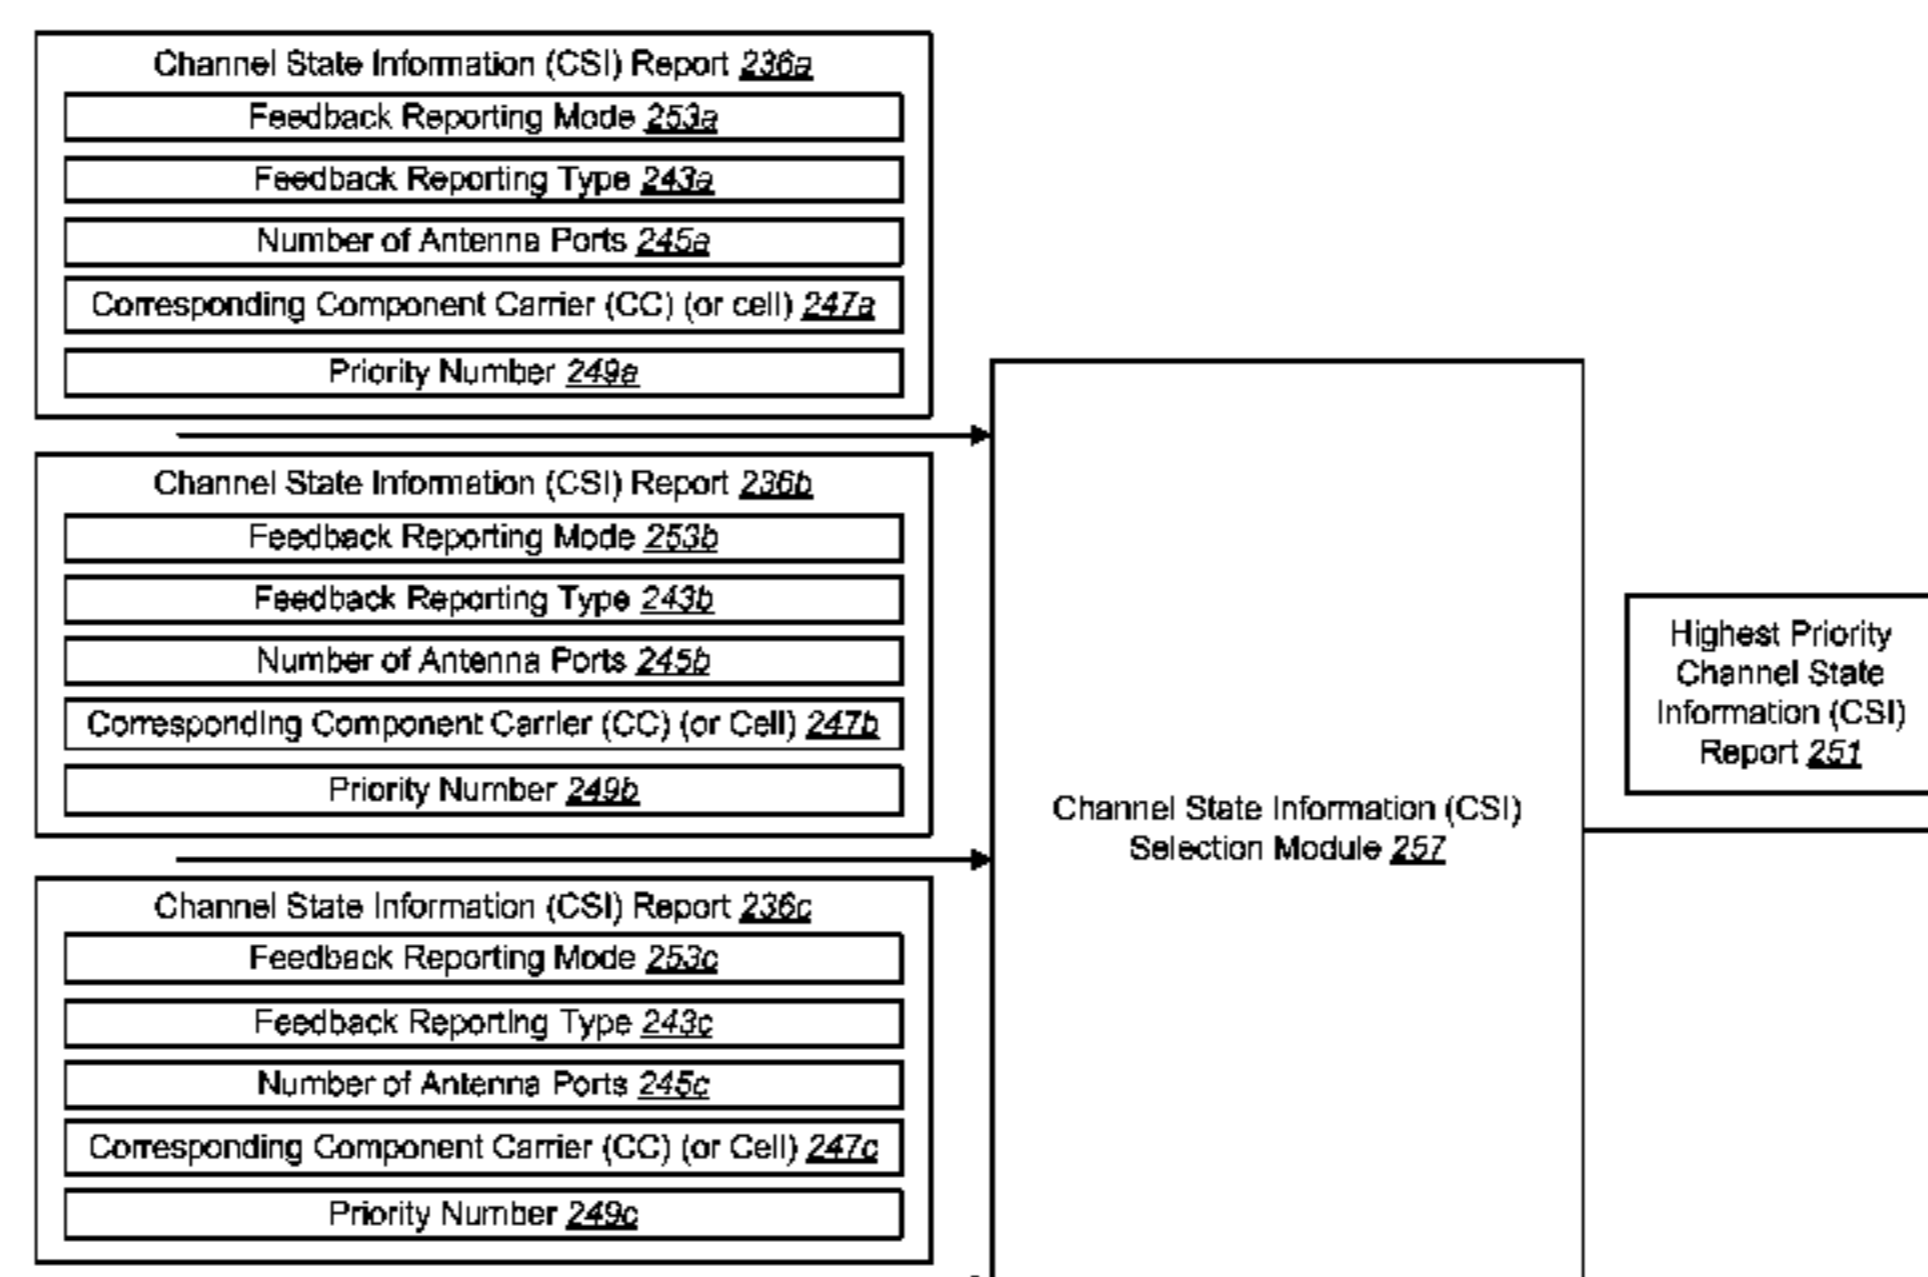 Channel State Information (CSI) Report 236a
Feedback Reporting Mode 253a
Feedback Reporting Type 243a
Number of Antenna Ports 245a
Corresponding Component Carrier (CC) (or cell) 247a
Priority Number 249a
Channel State Information (CSI) Report 236b
Feedback Reporting Mode 253b
Feedback Reporting Type 243b
Number of Antenna Ports 245b
Corresponding Component Carrier (CC) (or Cell) 247b
Priority Number 249b
Channel State Information (CSI) Report 236c
Feedback Reporting Mode 253c
Feedback Reporting Type 243c
Number of Antenna Ports 245c
Corresponding Component Carrier (CC) (or Cell) 247c
Priority Number 249c
Channel State Information (CSI)
Selection Module 257
Highest Priority
Channel State
Information (CSI)
Report 251